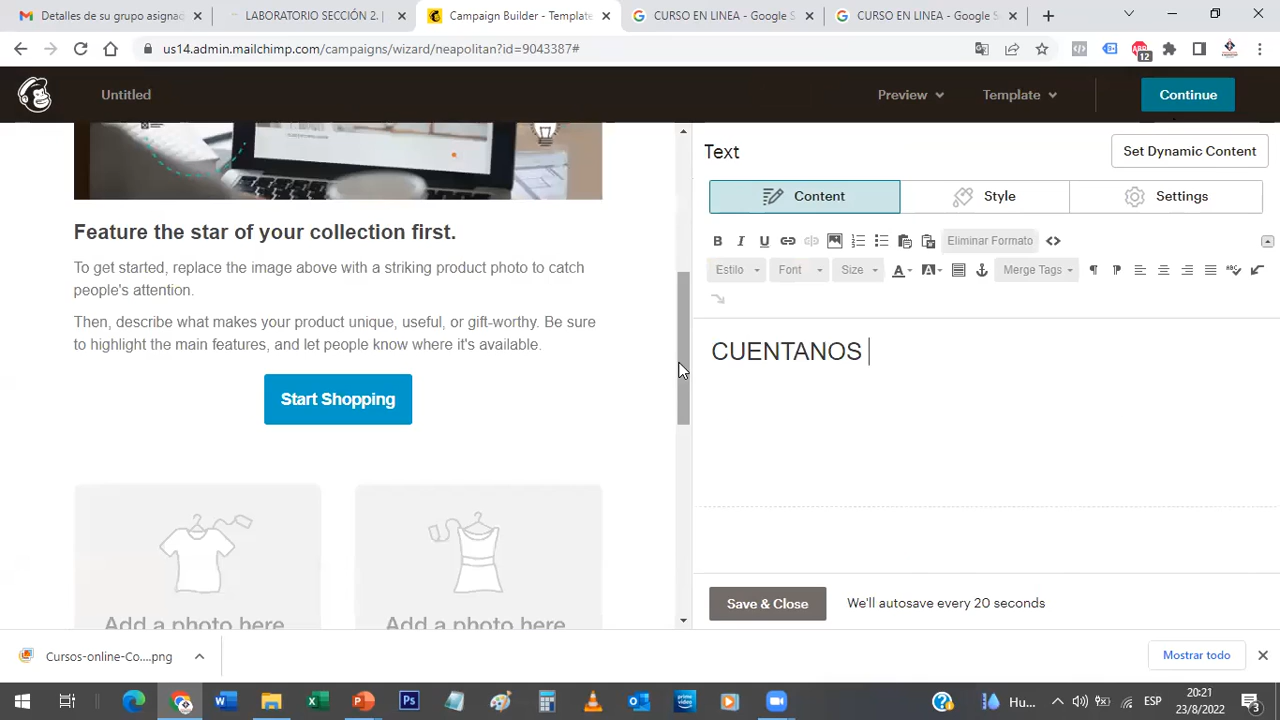 Detalles de su grupo asigna
LABORATORIO SECCIÓN 2. |
Campaign Builder - Template
CURSO EN LINEA - Google S
CURSO EN LINEA - Google S
us14.admin.mailchimp.com/campaigns/wizard/neapolitan?id=9043387#
12
Untitled
Preview
Template
Continue
Text
Set Dynamic Content
Content
Style
Settings
Eliminar Formato
Estilo
Font
Size
Merge Tags
CUENTANOS
Feature the star of your collection first.
To get started, replace the image above with a striking product photo to catch
people's attention.
Then, describe what makes your product unique, useful, or gift-worthy. Be sure
to highlight the main features, and let people know where it's available.
Start Shopping
Add a photo here
Add a photo here
Save & Close
We'll autosave every 20 seconds
Cursos-online-Co....png
Mostrar todo
Hu...
ESP
20:21
23/8/2022
3